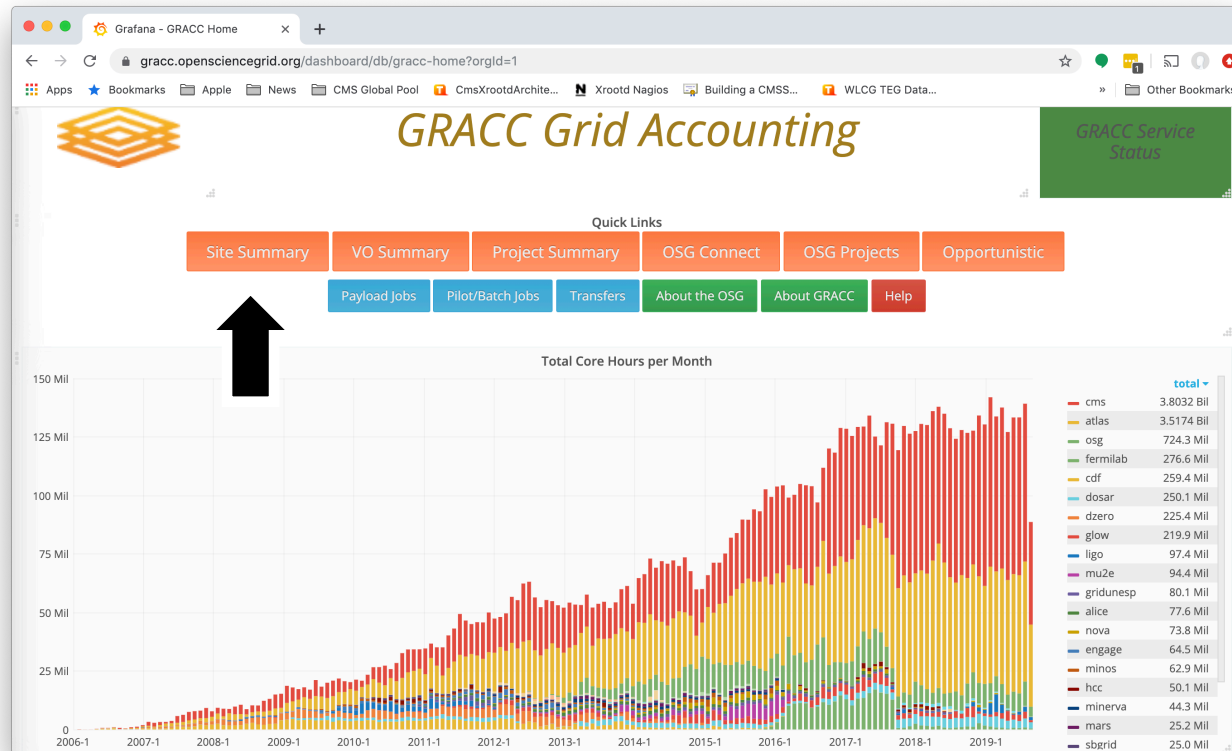 Grafana - GRACC Home
gracc.opensciencegrid.org/dashboard/db/gracc-home?orgId=1
1
Apps Bookmarks Apple News CMS Global Pool CmsXrootdArchite... Xrootd Nagios Building a CMSS... WLCG TEG Data... » Other Bookmarks
GRACC Grid Accounting
GRACC Service
Status
Quick Links
Site Summary VO Summary Project Summary OSG Connect OSG Projects Opportunistic
Payload Jobs Pilot/Batch Jobs Transfers About the OSG About GRACC Help
Total Core Hours per Month
150 Mil
125 Mil
100 Mil
75 Mil
50 Mil
25 Mil
0
2006-1 2007-1 2008-1 2009-1 2010-1 2011-1 2012-1 2013-1 2014-1 2015-1 2016-1 2017-1 2018-1 2019-1
total
cms 3.8032 Bil
atlas 3.5174 Bil
osg 724.3 Mil
fermilab 276.6 Mil
cdf 259.4 Mil
dosar 250.1 Mil
dzero 225.4 Mil
glow 219.9 Mil
ligo 97.4 Mil
mu2e 94.4 Mil
gridunesp 80.1 Mil
alice 77.6 Mil
nova 73.8 Mil
engage 64.5 Mil
minos 62.9 Mil
hcc 50.1 Mil
minerva 44.3 Mil
mars 25.2 Mil
sbgrid 25.0 Mil